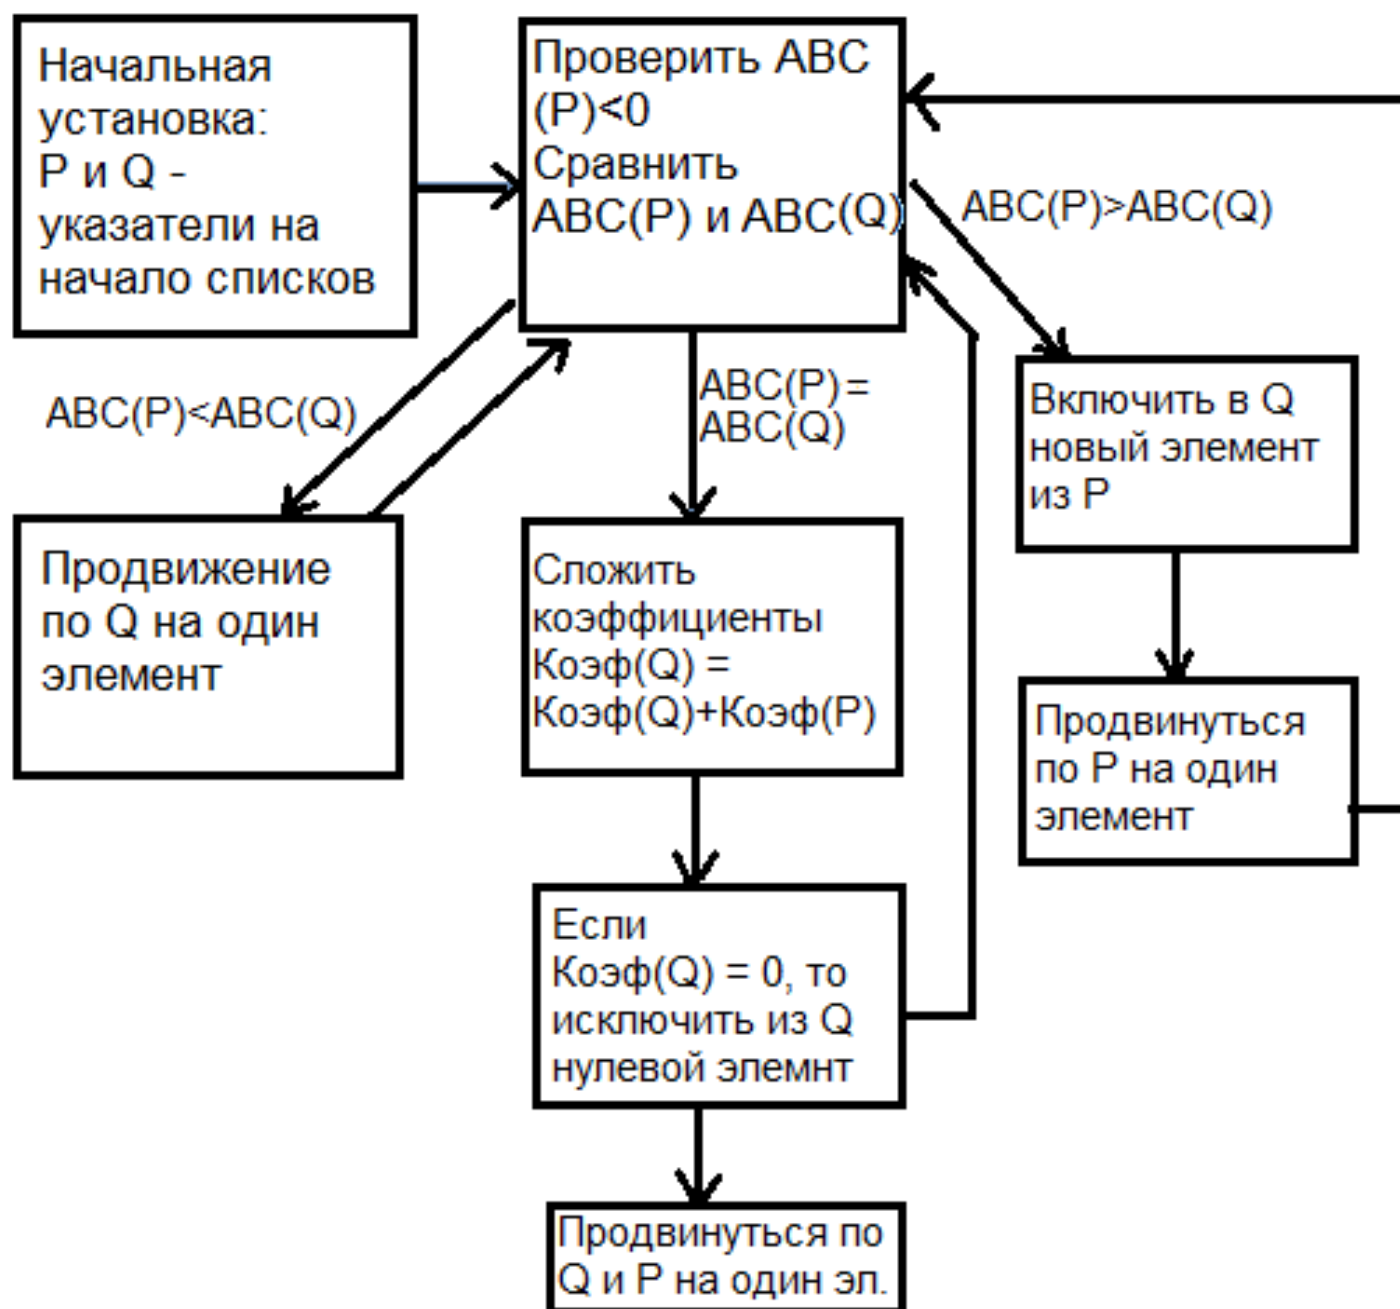 Начальная
установка:
P и Q -
указатели на
начало списков
Проверить ABC
(P)<0
Сравнить
ABC(P) и ABC(Q)
ABC(P)>ABC(Q)
ABC(P)<ABC(Q)
ABC(P) =
ABC(Q)
Включить в Q
новый элемент
из P
Продвижение
по Q на один
элемент
Сложить
коэффициенты
Коэф(Q) =
Коэф(Q)+Коэф(P)
Продвинуться
по P на один
элемент
Если
Коэф(Q) = 0, то
исключить из Q
нулевой элемнт
Продвинуться по
Q и P на один эл.